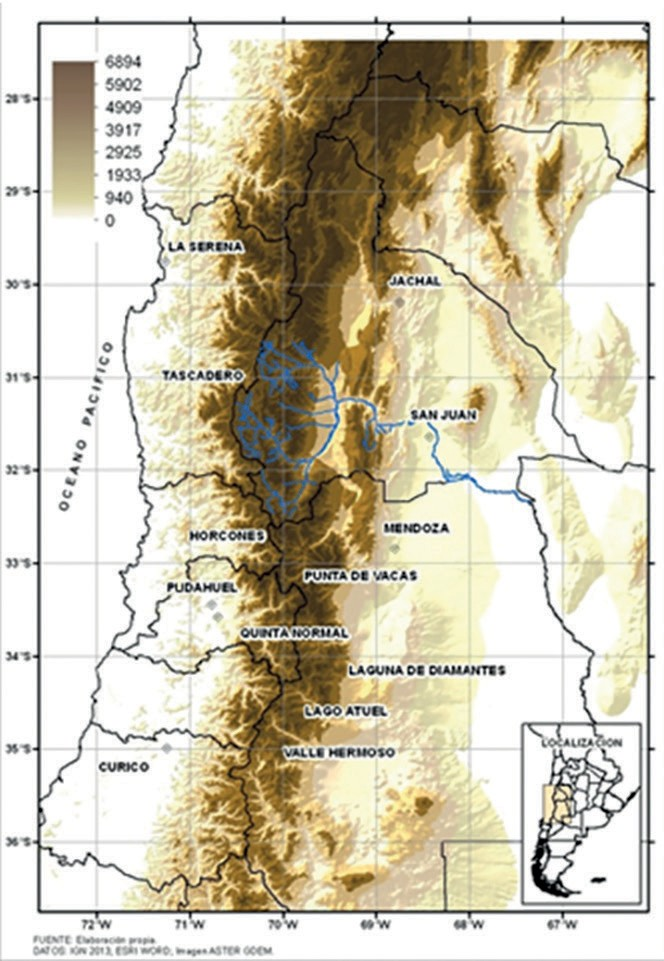 6894
5902
4909
3917
2925
1933
940
0
28°S
29°S
30°S
31°S
32°S
33°S
34°S
35°S
36°S
LA SERENA
JACHAL
OCEANO PACIFICO
TASCADERO
SAN JUAN
HORCONES
MENDOZA
PUDAHUEL
PUNTA DE VACAS
QUINTA NORMAL
LAGUNA DE DIAMANTES
LAGO ATUEL
VALLE HERMOSO
CURICO
LOCALIZACION
72°W
71°W
70°W
69°W
68°W
67°W
FUENTE: Elaboración propia.
DATOS: IGN 2013; ESRI WORD; Imagen ASTER GDEM.